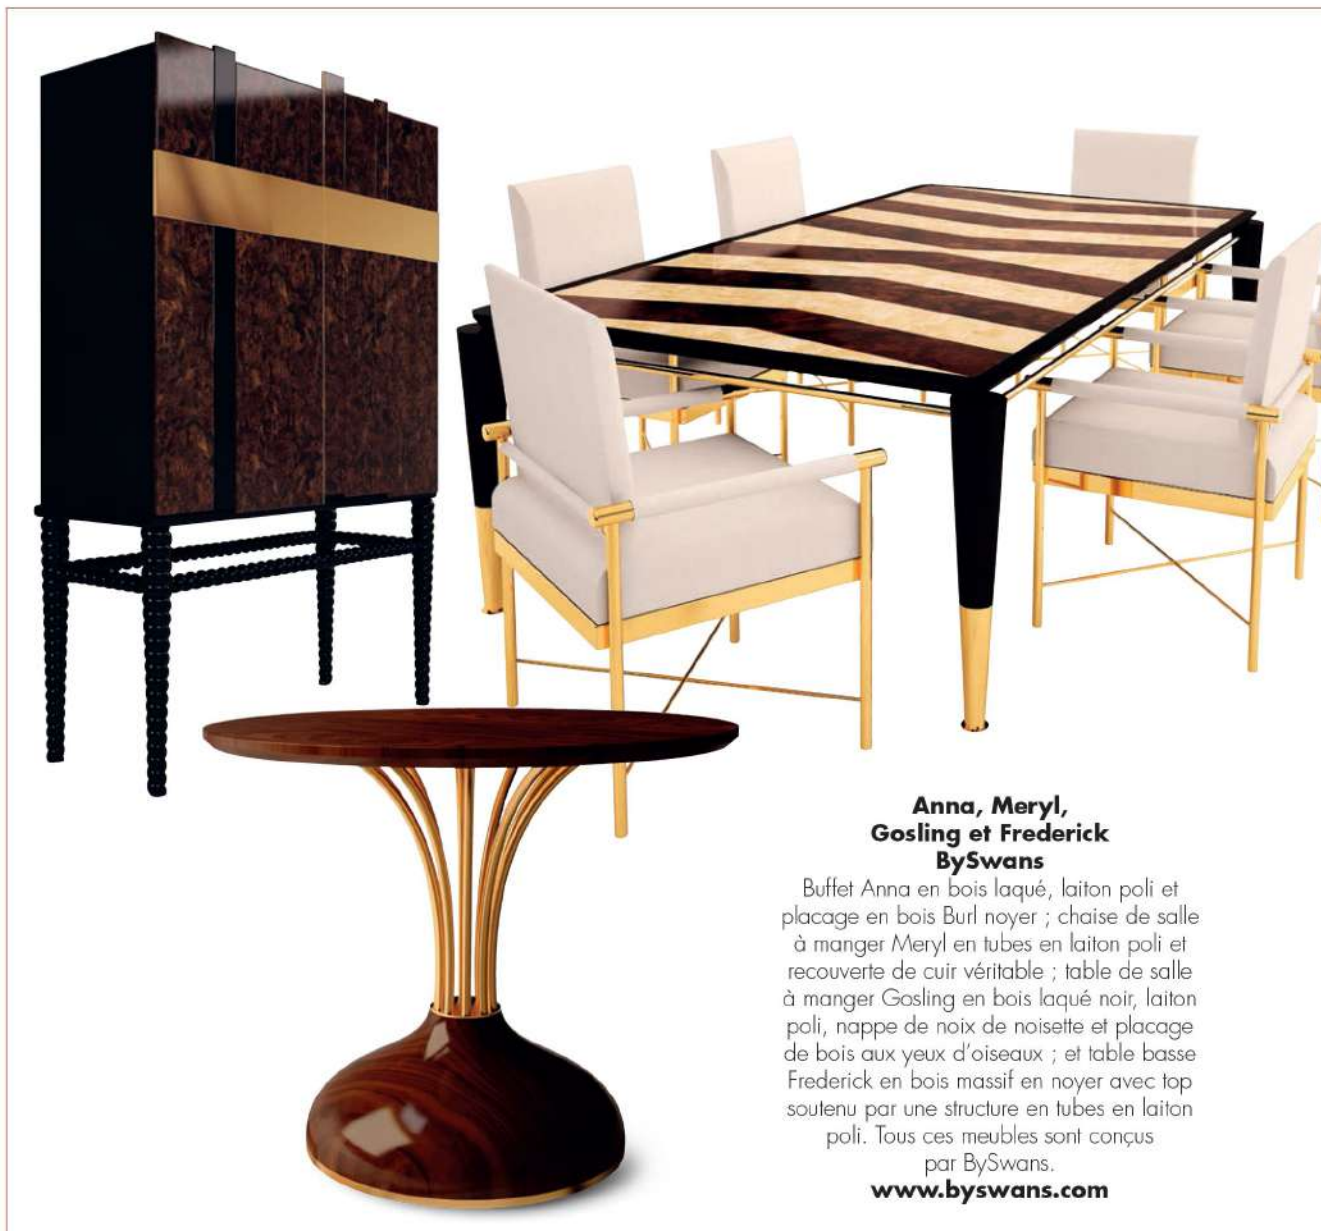 Anna, Meryl,
Gosling et Frederick
BySwans
Buffet Anna en bois laqué, laiton poli et
placage en bois Burl noyer ; chaise de salle
à manger Meryl en tubes en laiton poli et
recouverte de cuir véritable ; table de salle
à manger Gosling en bois laqué noir, laiton
poli, nappe de noix de noisette et placage
de bois aux yeux d'oiseaux ; et table basse
Frederick en bois massif en noyer avec top
soutenu par une structure en tubes en laiton
poli. Tous ces meubles sont conçus
par BySwans.
www.byswans.com